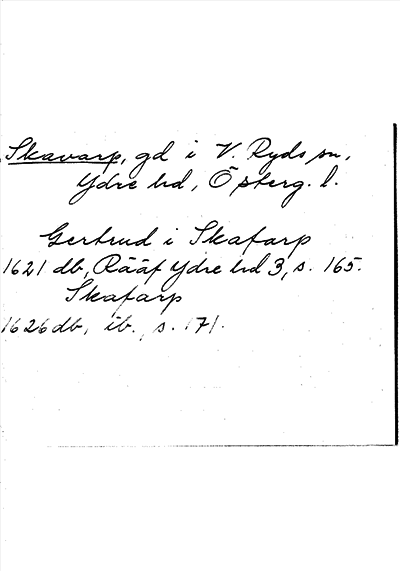 Skavarp, gd i V. Ryds sn,
Ydre hd, Österg. l.
Gertrud i Skafarp
1621 db, Rääf Ydre hd 3, s. 165.
Skafarp
1626 db, ib., s. 171.